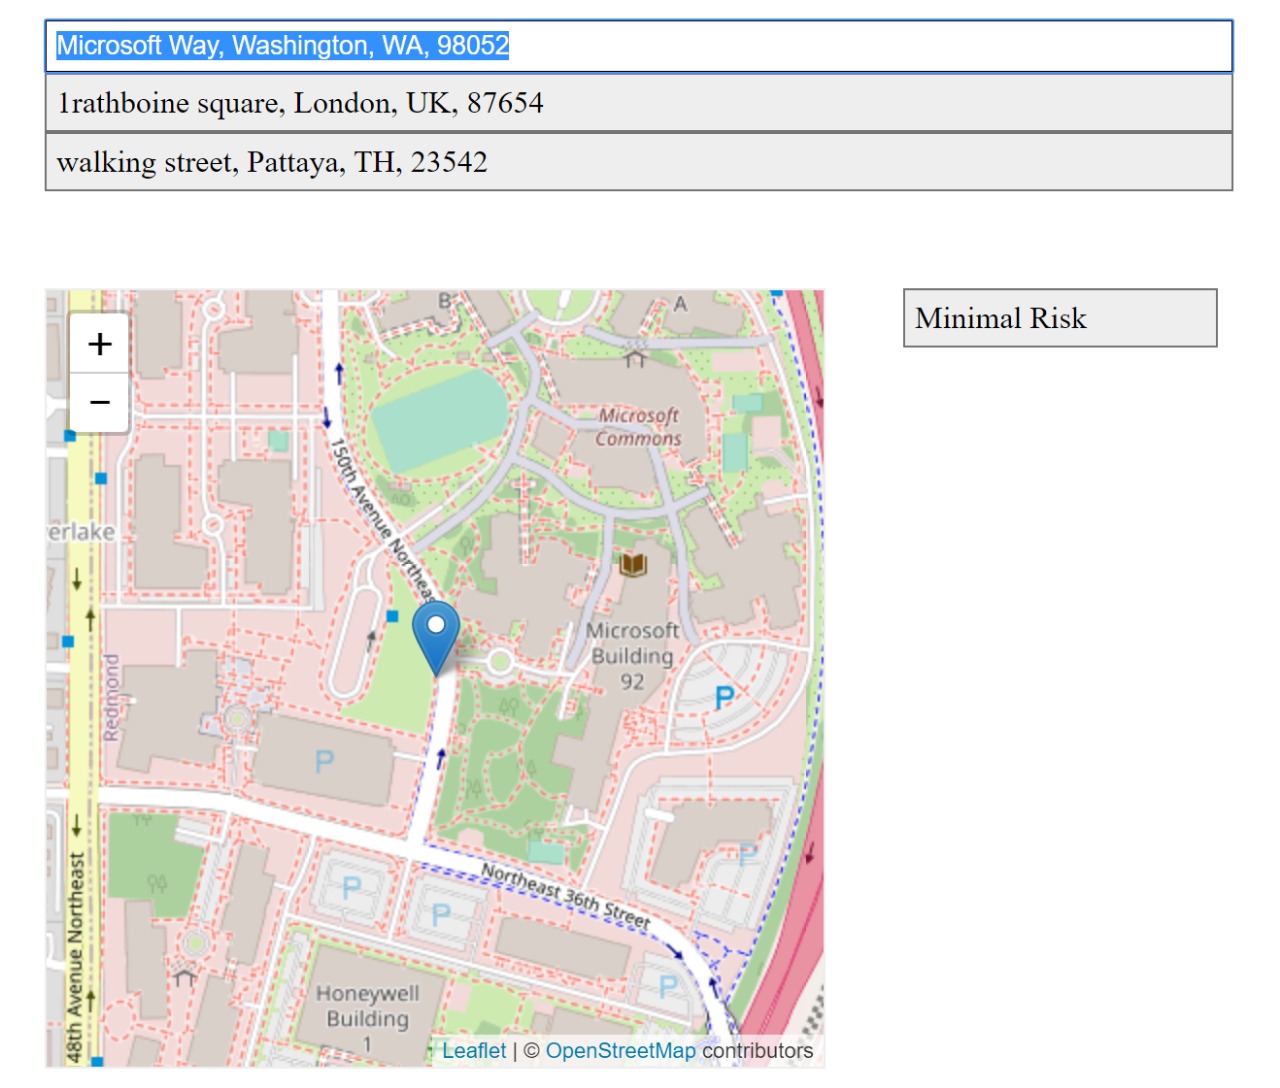 Microsoft Way, Washington, WA, 98052
1rathboine square, London, UK, 87654
walking street, Pattaya, TH, 23542
Minimal Risk
+
−
B
A
Microsoft
Commons
150th Avenue Northeas
erlake
Microsoft
Building
92
P
Redmond
P
P
Northeast 36th Street
P
P
48th Avenue Northeast
P
Honeywell
Building
1
Leaflet | © OpenStreetMap contributors